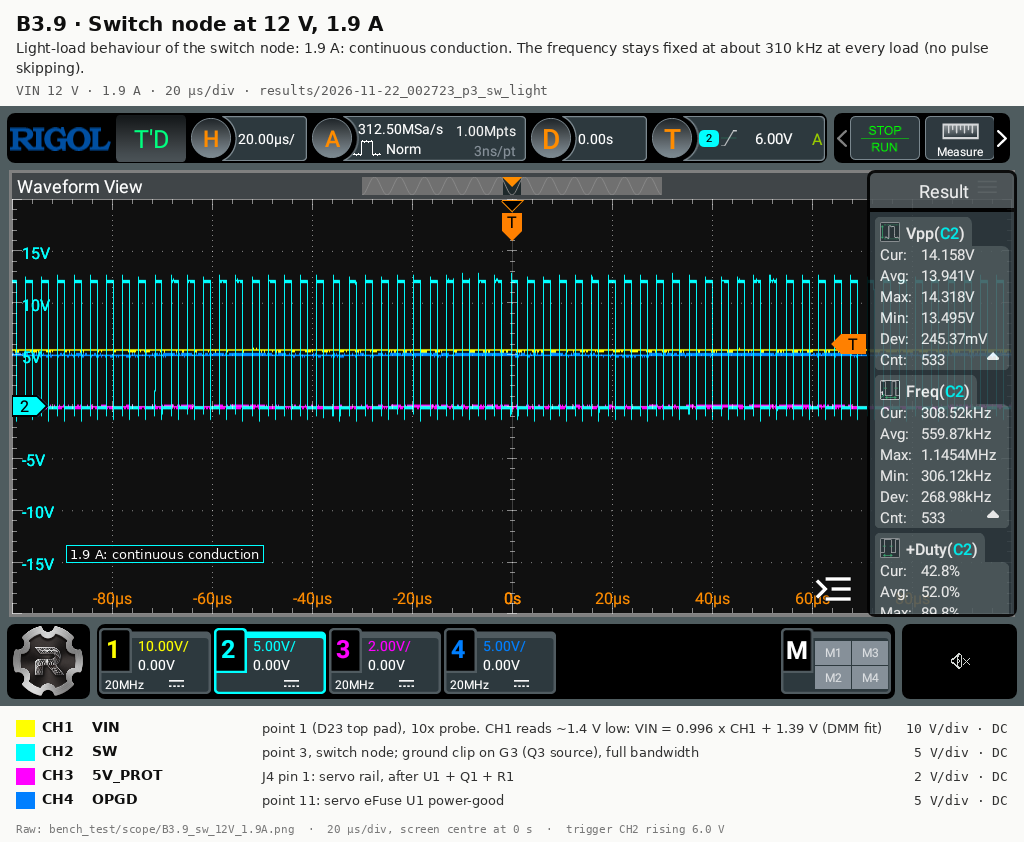 B3.9 · Switch node at 12 V, 1.9 A
Light-load behaviour of the switch node: 1.9 A: continuous conduction. The frequency stays fixed at about 310 kHz at every load (no pulse
skipping).
VIN 12 V · 1.9 A · 20 µs/div · results/2026-11-22_002723_p3_sw_light
RIGOL T'D H 20.00µs/ A 312.50MSa/s 1.00Mpts Norm 3ns/pt D 0.00s T 2 6.00V A STOP RUN Measure
Waveform View
Result
T
15V
10V
5V
T
2
-5V
-10V
-15V
1.9 A: continuous conduction
-80µs -60µs -40µs -20µs 0s 20µs 40µs 60µs
Vpp(C2)
Cur: 14.158V
Avg: 13.941V
Max: 14.318V
Min: 13.495V
Dev: 245.37mV
Cnt: 533
Freq(C2)
Cur: 308.52kHz
Avg: 559.87kHz
Max: 1.1454MHz
Min: 306.12kHz
Dev: 268.98kHz
Cnt: 533
+Duty(C2)
Cur: 42.8%
Avg: 52.0%
Max: 89.8%
1 10.00V/ 0.00V 20MHz
2 5.00V/ 0.00V
3 2.00V/ 0.00V 20MHz
4 5.00V/ 0.00V 20MHz
M M1 M3 M2 M4
CH1 VIN point 1 (D23 top pad), 10x probe. CH1 reads ~1.4 V low: VIN = 0.996 x CH1 + 1.39 V (DMM fit) 10 V/div · DC
CH2 SW point 3, switch node; ground clip on G3 (Q3 source), full bandwidth 5 V/div · DC
CH3 5V_PROT J4 pin 1: servo rail, after U1 + Q1 + R1 2 V/div · DC
CH4 OPGD point 11: servo eFuse U1 power-good 5 V/div · DC
Raw: bench_test/scope/B3.9_sw_12V_1.9A.png · 20 µs/div, screen centre at 0 s · trigger CH2 rising 6.0 V